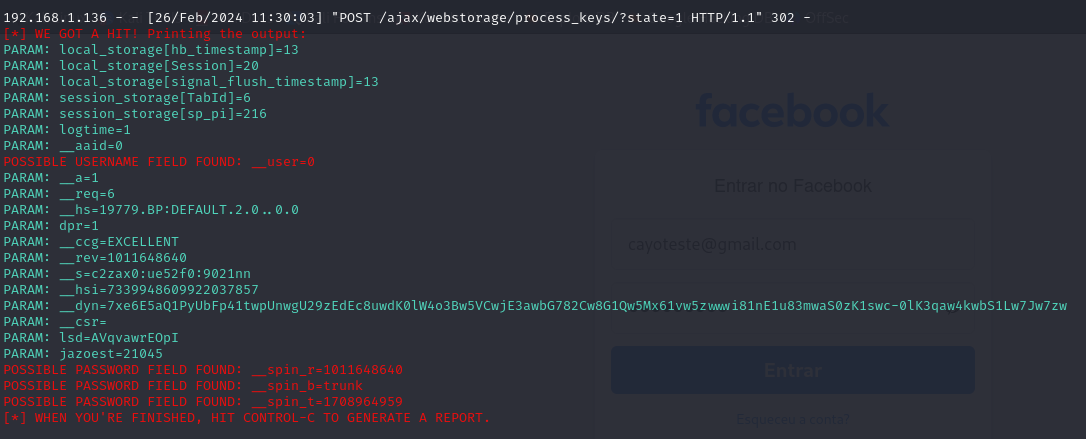 192.168.1.136 - - [26/Feb/2024 11:30:03] "POST /ajax/webstorage/process_keys/?state=1 HTTP/1.1" 302 -
[*] WE GOT A HIT! Printing the output:
PARAM: local_storage[hb_timestamp]=13
PARAM: local_storage[Session]=20
PARAM: local_storage[signal_flush_timestamp]=13
PARAM: session_storage[TabId]=6
PARAM: session_storage[sp_pi]=216
PARAM: logtime=1
PARAM: __aaid=0
POSSIBLE USERNAME FIELD FOUND: __user=0
PARAM: __a=1
PARAM: __req=6
PARAM: __hs=19779.BP:DEFAULT.2.0..0.0
PARAM: dpr=1
PARAM: __ccg=EXCELLENT
PARAM: __rev=1011648640
PARAM: __s=c2zax0:ue52f0:9021nn
PARAM: __hsi=7339948609922037857
PARAM: __dyn=7xe6E5aQ1PyUbFp41twpUnwgU29zEdEc8uwdK0lW4o3Bw5VCwjE3awbG782Cw8G1Qw5Mx61vw5zwwwi81nE1u83mwaS0zK1swc-0lK3qaw4kwbS1Lw7Jw7zw
PARAM: __csr=
PARAM: lsd=AVqvawrEOpI
PARAM: jazoest=21045
POSSIBLE PASSWORD FIELD FOUND: __spin_r=1011648640
POSSIBLE PASSWORD FIELD FOUND: __spin_b=trunk
POSSIBLE PASSWORD FIELD FOUND: __spin_t=1708964959
[*] WHEN YOU'RE FINISHED, HIT CONTROL-C TO GENERATE A REPORT.
OffSec
facebook
Entrar no Facebook
cayoteste@gmail.com
Entrar
Esqueceu a conta?